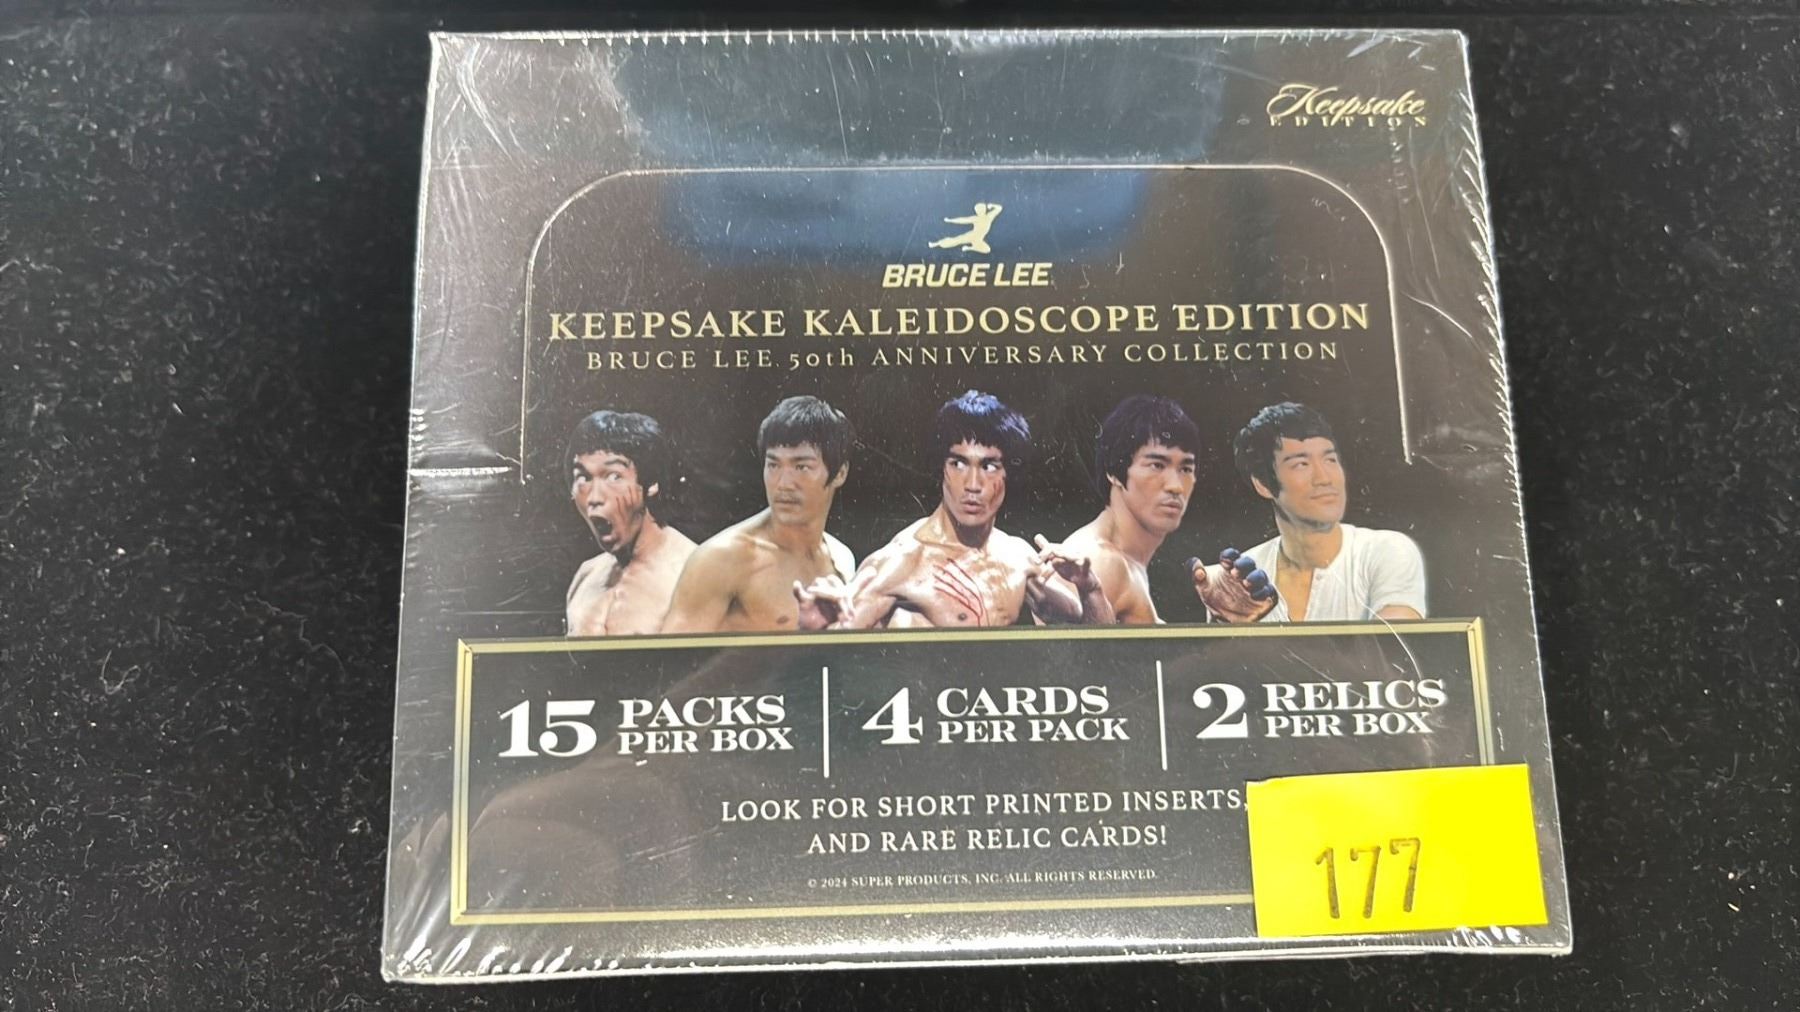 Keepsake
EDITION
BRUCE LEE
KEEPSAKE KALEIDOSCOPE EDITION
BRUCE LEE 50th ANNIVERSARY COLLECTION
15 PACKS PER BOX
4 CARDS PER PACK
2 RELICS PER BOX
LOOK FOR SHORT PRINTED INSERTS,
AND RARE RELIC CARDS!
© 2024 SUPER PRODUCTS, INC. ALL RIGHTS RESERVED.
177